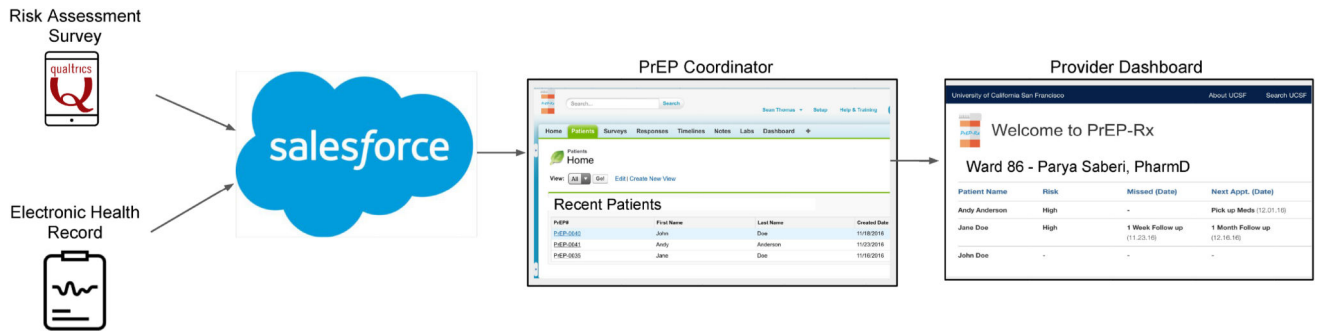 Risk Assessment
Survey
qualtrics
Electronic Health
Record
salesforce
PrEP Coordinator
Search...
Search
Sean Thomas
Setup
Help & Training
Home Patients Surveys Responses Timelines Notes Labs Dashboard +
Patients
Home
View: All Go! Edit | Create New View
Recent Patients
PrEP# First Name Last Name Created Date
PrEP-0040 John Doe 11/18/2016
PrEP-0041 Andy Anderson 11/23/2016
PrEP-0035 Jane Doe 11/18/2016
Provider Dashboard
University of California San Francisco About UCSF Search UCSF
PrEP-Rx
Welcome to PrEP-Rx
Ward 86 - Parya Saberi, PharmD
Patient Name Risk Missed (Date) Next Appt. (Date)
Andy Anderson High - Pick up Meds (12.01.16)
Jane Doe High 1 Week Follow up 1 Month Follow up
(11.23.16) (12.16.16)
John Doe - - -